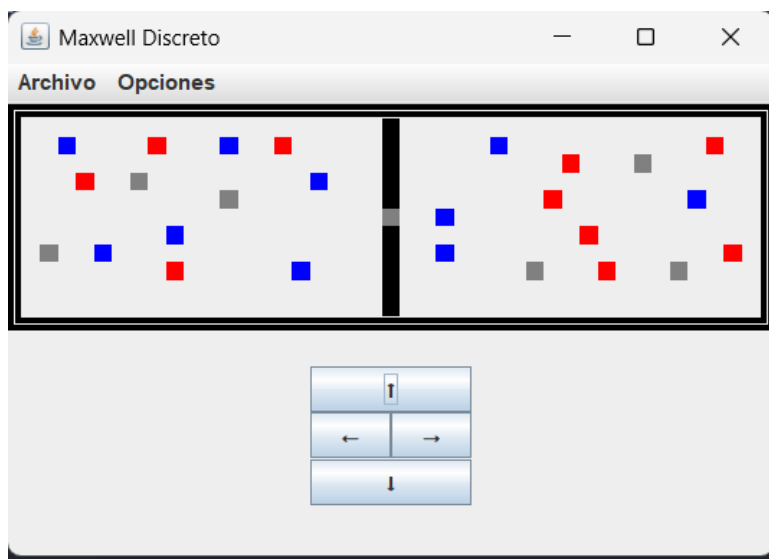 Maxwell Discreto
Archivo Opciones
↑
← →
↓